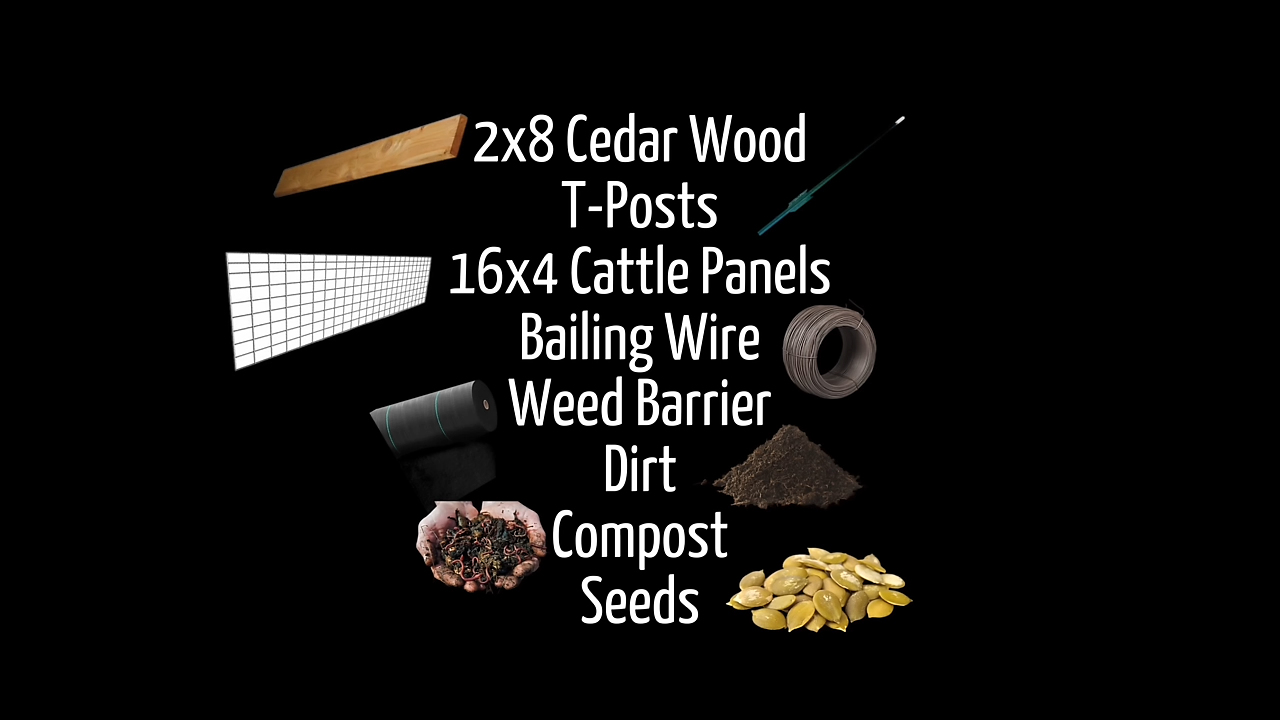 2x8 Cedar Wood
T-Posts
16x4 Cattle Panels
Bailing Wire
Weed Barrier
Dirt
Compost
Seeds